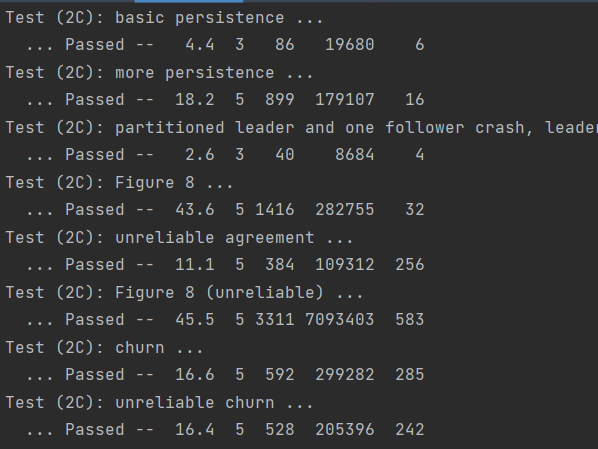 Test (2C): basic persistence ...
  ... Passed --   4.4  3   86   19680    6
Test (2C): more persistence ...
  ... Passed --  18.2  5  899  179107   16
Test (2C): partitioned leader and one follower crash, leader
  ... Passed --   2.6  3   40    8684    4
Test (2C): Figure 8 ...
  ... Passed --  43.6  5 1416  282755   32
Test (2C): unreliable agreement ...
  ... Passed --  11.1  5  384  109312  256
Test (2C): Figure 8 (unreliable) ...
  ... Passed --  45.5  5 3311 7093403  583
Test (2C): churn ...
  ... Passed --  16.6  5  592  299282  285
Test (2C): unreliable churn ...
  ... Passed --  16.4  5  528  205396  242